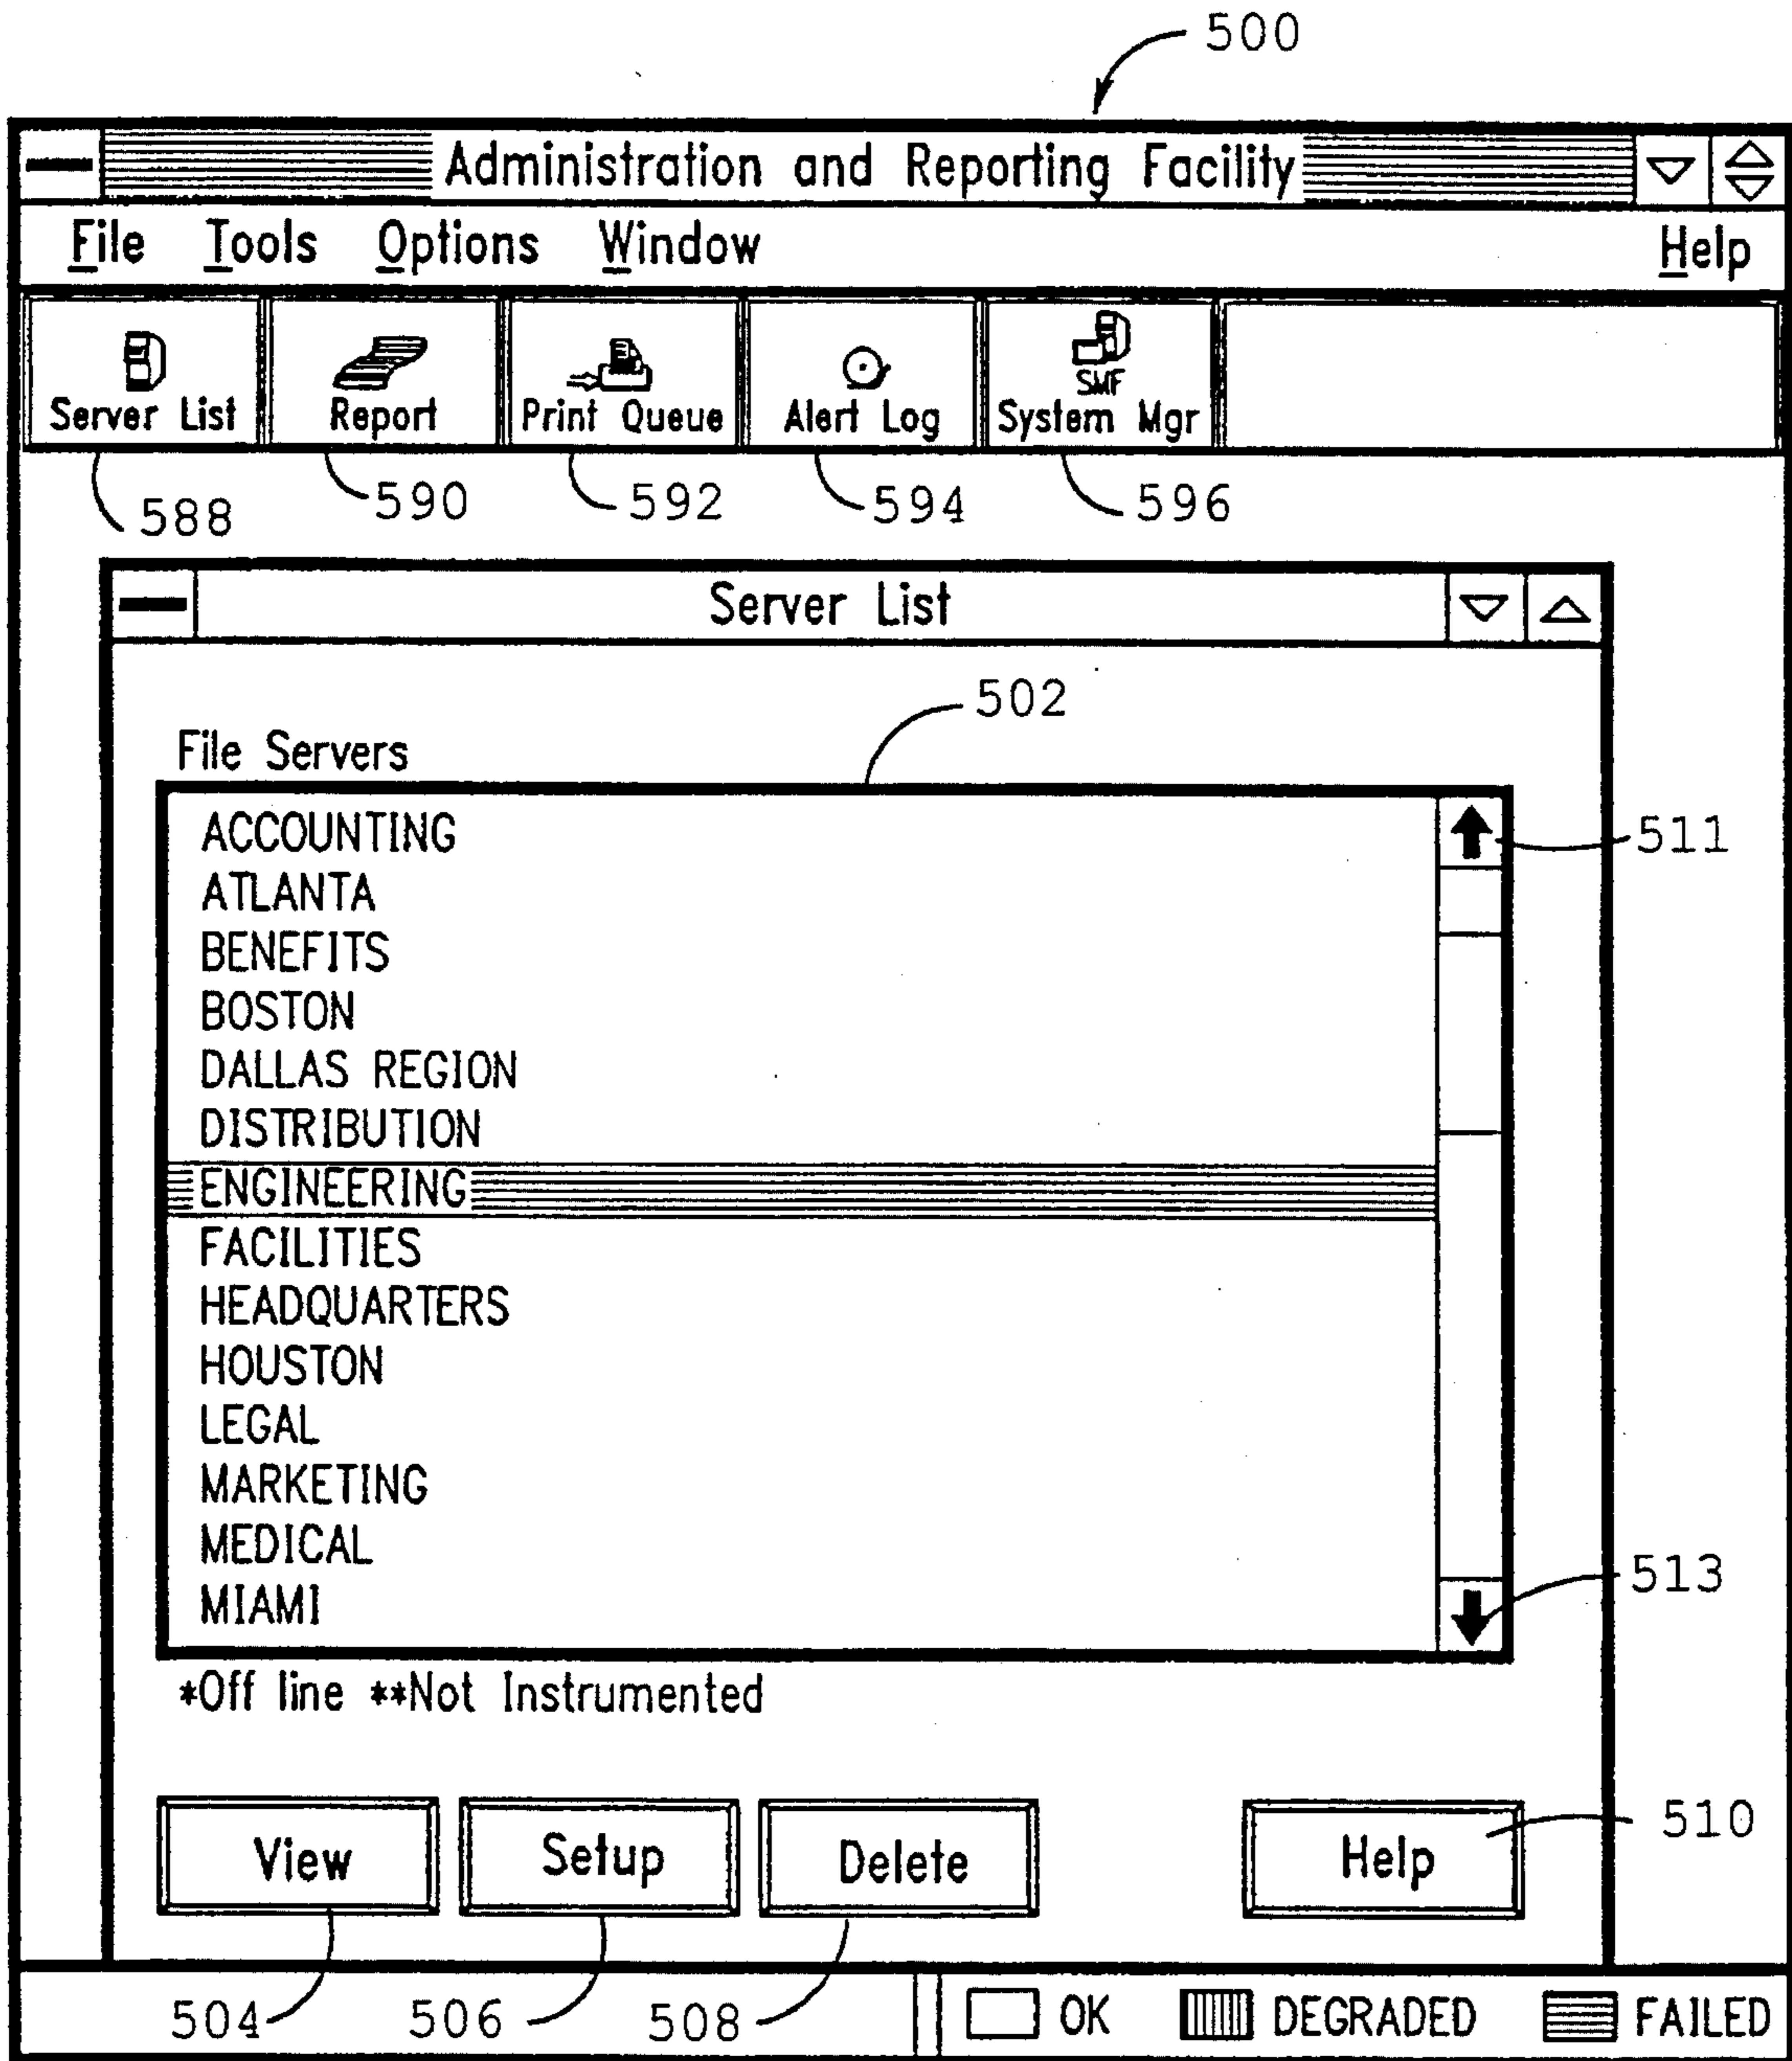 500
Administration and Reporting Facility
File Tools Options Window Help
SMF
Server List Report Print Queue Alert Log System Mgr
588 590 592 594 596
Server List
502
File Servers
ACCOUNTING
511
ATLANTA
BENEFITS
BOSTON
DALLAS REGION
DISTRIBUTION
ENGINEERING
FACILITIES
HEADQUARTERS
HOUSTON
LEGAL
MARKETING
MEDICAL
513
MIAMI
*Off line **Not Instrumented
View Setup Delete Help
510
504 506 508
OK DEGRADED FAILED